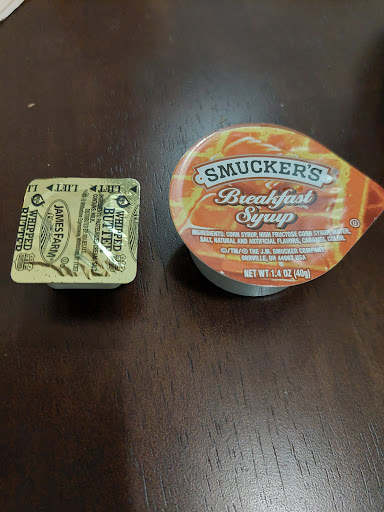 LIFT
LIFT
WHIPPED
BUTTER
JAMES FARM
WHIPPED
BUTTER
SMUCKER'S
®
Breakfast
Syrup
INGREDIENTS: CORN SYRUP, HIGH FRUCTOSE CORN SYRUP, WATER,
SALT, NATURAL AND ARTIFICIAL FLAVORS, CARAMEL COLOR.
©/TM/® THE J.M. SMUCKER COMPANY
ORRVILLE, OH 44667 USA
NET WT 1.4 OZ (40g)